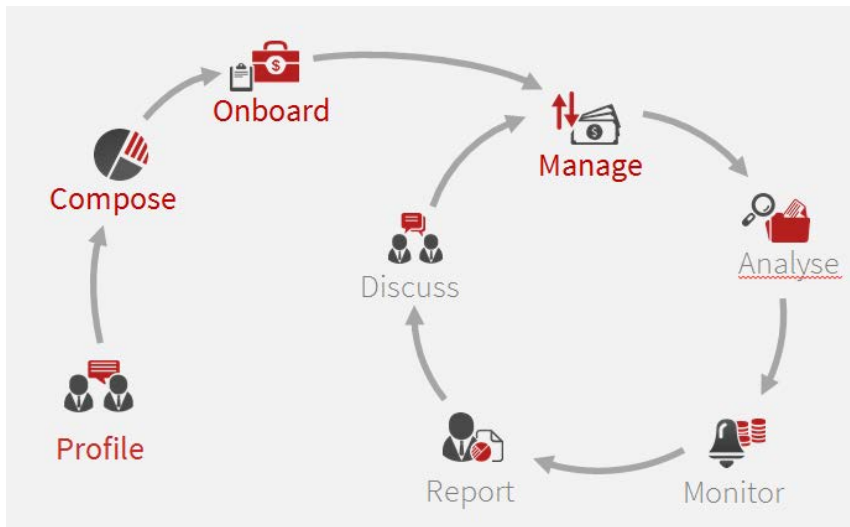 Profile
Compose
Onboard
Manage
Analyse
Monitor
Report
Discuss
$
$